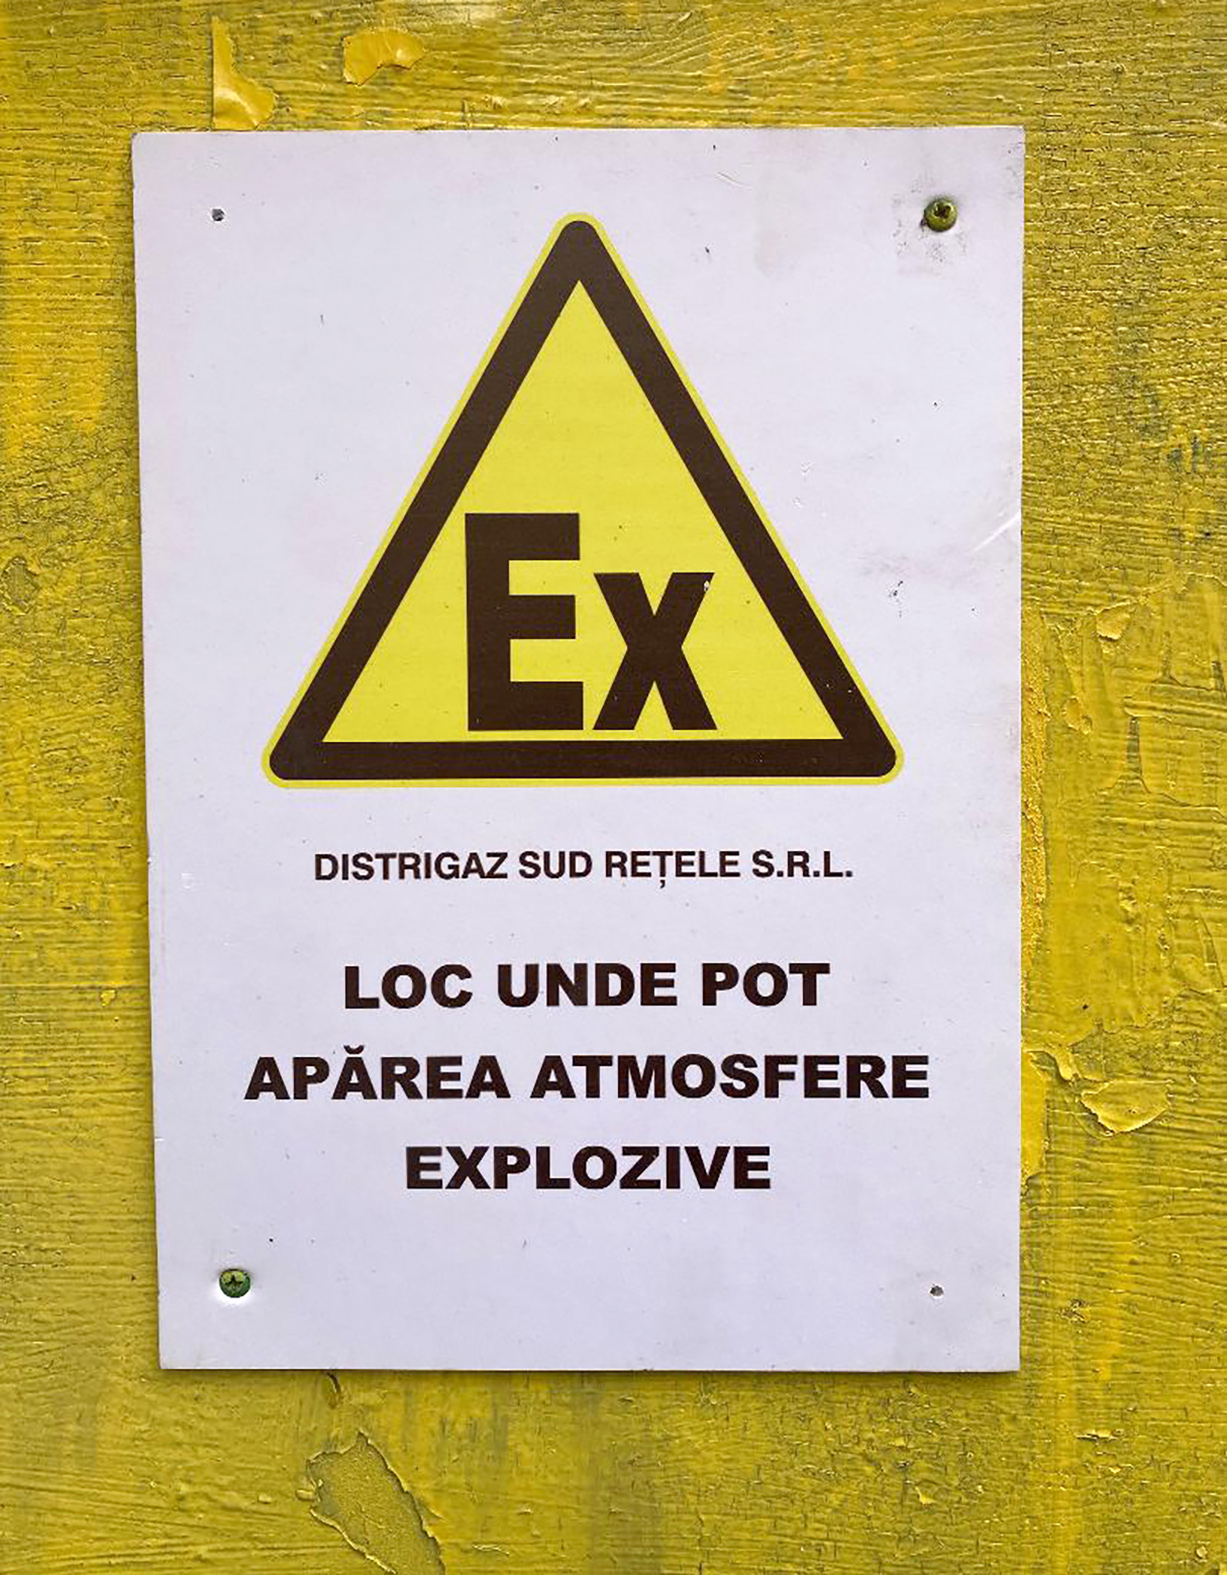 Ex
DISTRIGAZ SUD REȚELE S.R.L.
LOC UNDE POT
APĂREA ATMOSFERE
EXPLOZIVE